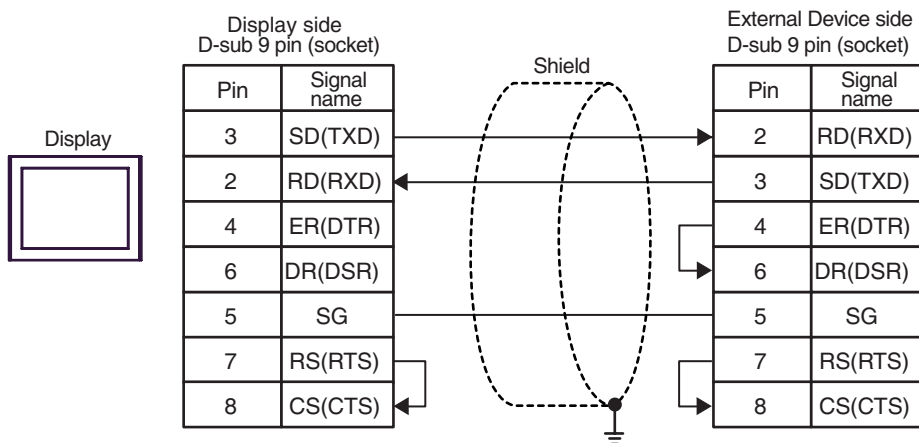 Display side
D-sub 9 pin (socket)
External Device side
D-sub 9 pin (socket)
Shield
Display
Pin Signal name Pin Signal name
3 SD(TXD) 2 RD(RXD)
2 RD(RXD) 3 SD(TXD)
4 ER(DTR) 4 ER(DTR)
6 DR(DSR) 6 DR(DSR)
5 SG 5 SG
7 RS(RTS) 7 RS(RTS)
8 CS(CTS) 8 CS(CTS)